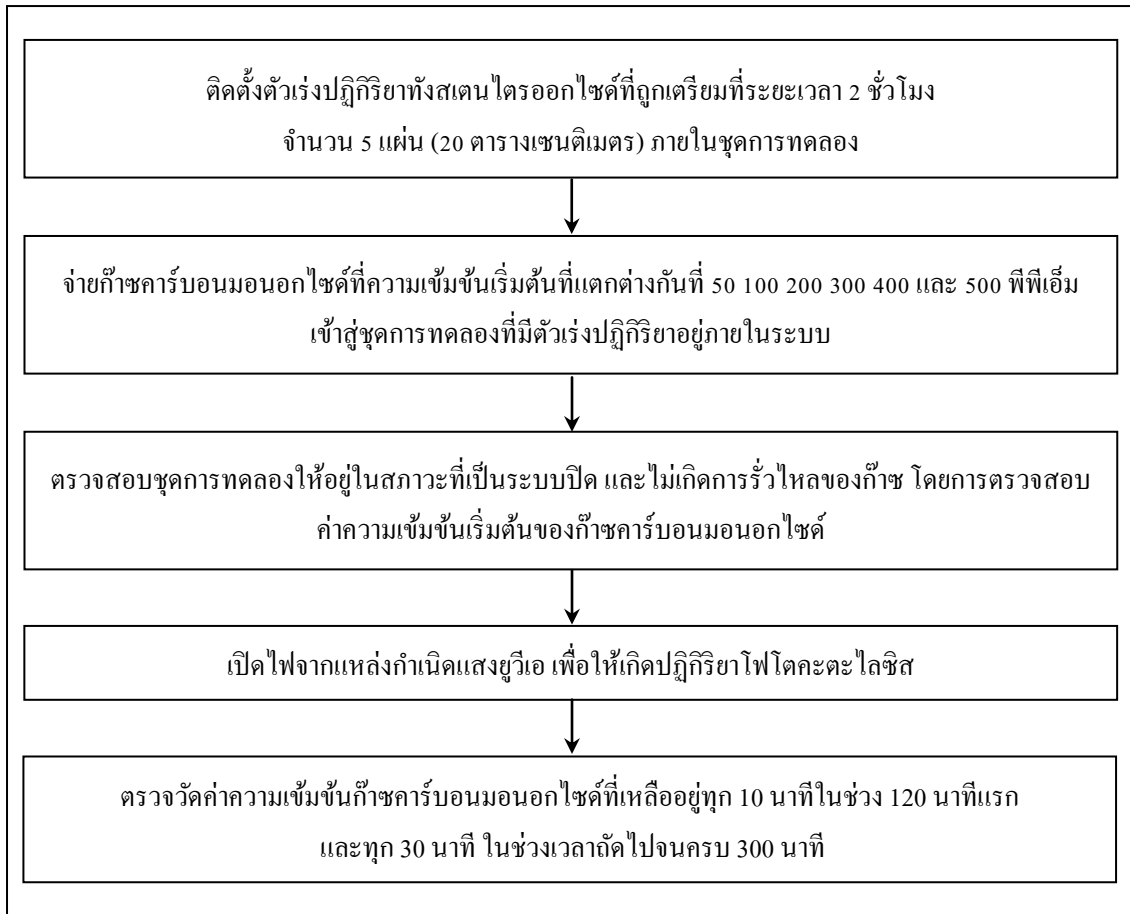 ติดตั้งตัวเร่งปฏิกิริยาทังสเตนไตรออกไซด์ที่ถูกเตรียมที่ระยะเวลา 2 ชั่วโมง
จำนวน 5 แผ่น (20 ตารางเซนติเมตร) ภายในชุดการทดลอง
จ่ายก๊าซคาร์บอนมอนอกไซด์ที่ความเข้มข้นเริ่มต้นที่แตกต่างกันที่ 50 100 200 300 400 และ 500 พีพีเอ็ม
เข้าสู่ชุดการทดลองที่มีตัวเร่งปฏิกิริยาอยู่ภายในระบบ
ตรวจสอบชุดการทดลองให้อยู่ในสภาวะที่เป็นระบบปิด และไม่เกิดการรั่วไหลของก๊าซ โดยการตรวจสอบ
ค่าความเข้มข้นเริ่มต้นของก๊าซคาร์บอนมอนอกไซด์
เปิดไฟจากแหล่งกำเนิดแสงยูวีเอ เพื่อให้เกิดปฏิกิริยาโฟโตคะตะไลซิส
ตรวจวัดค่าความเข้มข้นก๊าซคาร์บอนมอนอกไซด์ที่เหลืออยู่ทุก 10 นาทีในช่วง 120 นาทีแรก
และทุก 30 นาที ในช่วงเวลาถัดไปจนครบ 300 นาที